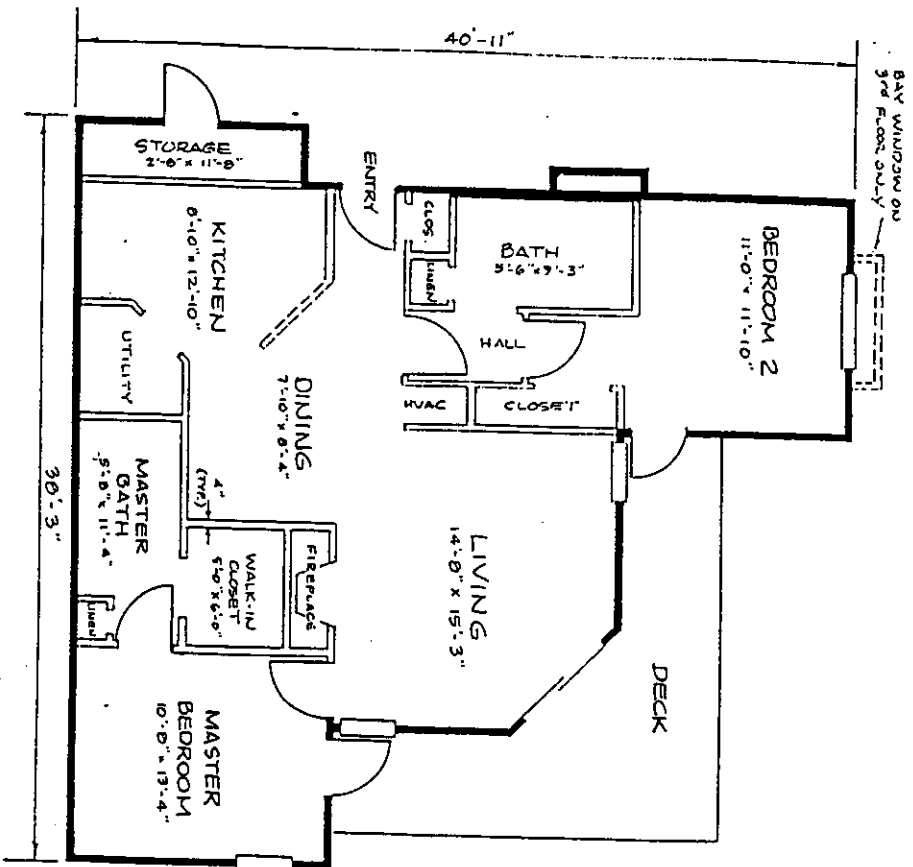 40'-11"
BAY WINDOW ON
3rd FLOOR ONLY
STORAGE
2'-8" x 11'-8"
ENTRY
CLOS.
LINEN
BATH
5'-6" x 9'-3"
BEDROOM 2
11'-0" x 11'-10"
KITCHEN
8'-10" x 12'-10"
UTILITY
HALL
DINING
7'-10" x 8'-4"
HVAC
CLOSET
4"
(TYP.)
MASTER
BATH
5'-8" x 11'-4"
LINEN
WALK-IN
CLOSET
5'-0" x 6'-0"
FIREPLACE
LIVING
14'-8" x 15'-3"
DECK
MASTER
BEDROOM
10'-8" x 13'-4"
38'-3"